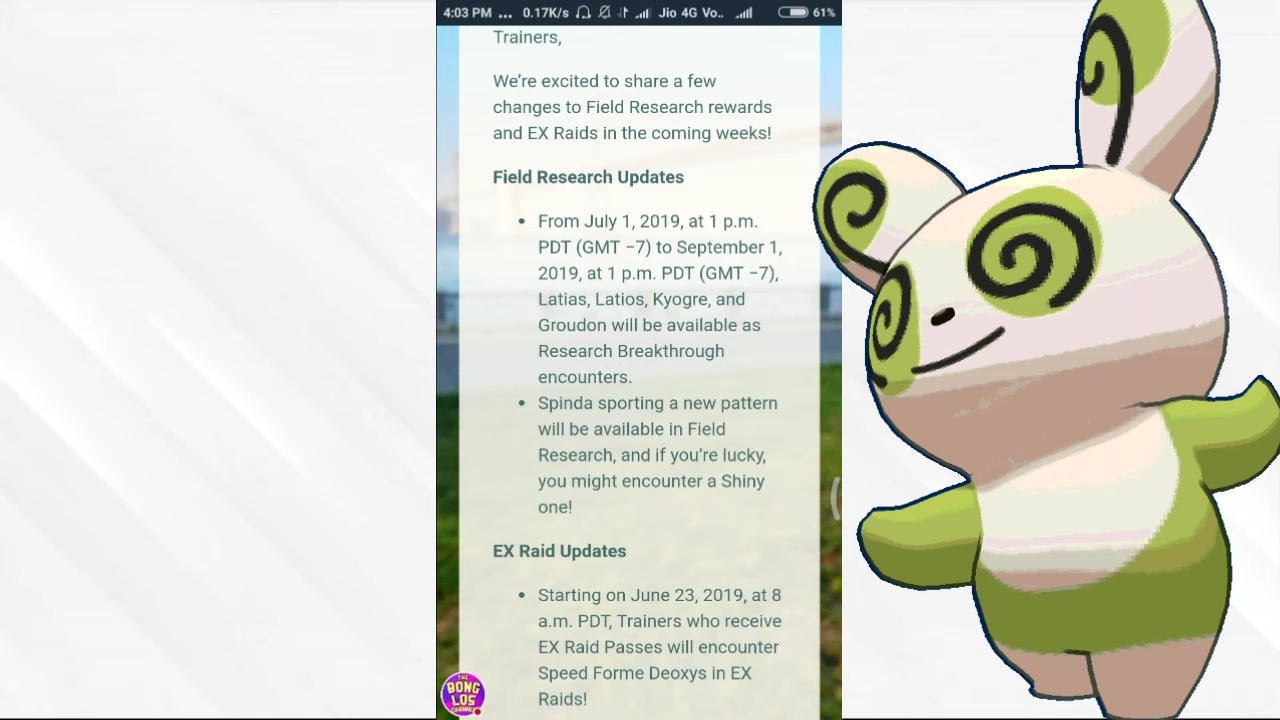 4:03 PM ... 0.17K/s Jio 4G Vo.. 61%
Trainers,
We’re excited to share a few
changes to Field Research rewards
and EX Raids in the coming weeks!
Field Research Updates
• From July 1, 2019, at 1 p.m.
PDT (GMT −7) to September 1,
2019, at 1 p.m. PDT (GMT −7),
Latias, Latios, Kyogre, and
Groudon will be available as
Research Breakthrough
encounters.
• Spinda sporting a new pattern
will be available in Field
Research, and if you’re lucky,
you might encounter a Shiny
one!
EX Raid Updates
• Starting on June 23, 2019, at 8
a.m. PDT, Trainers who receive
EX Raid Passes will encounter
Speed Forme Deoxys in EX
Raids!
THE
BONG
LOS
CHANNEL